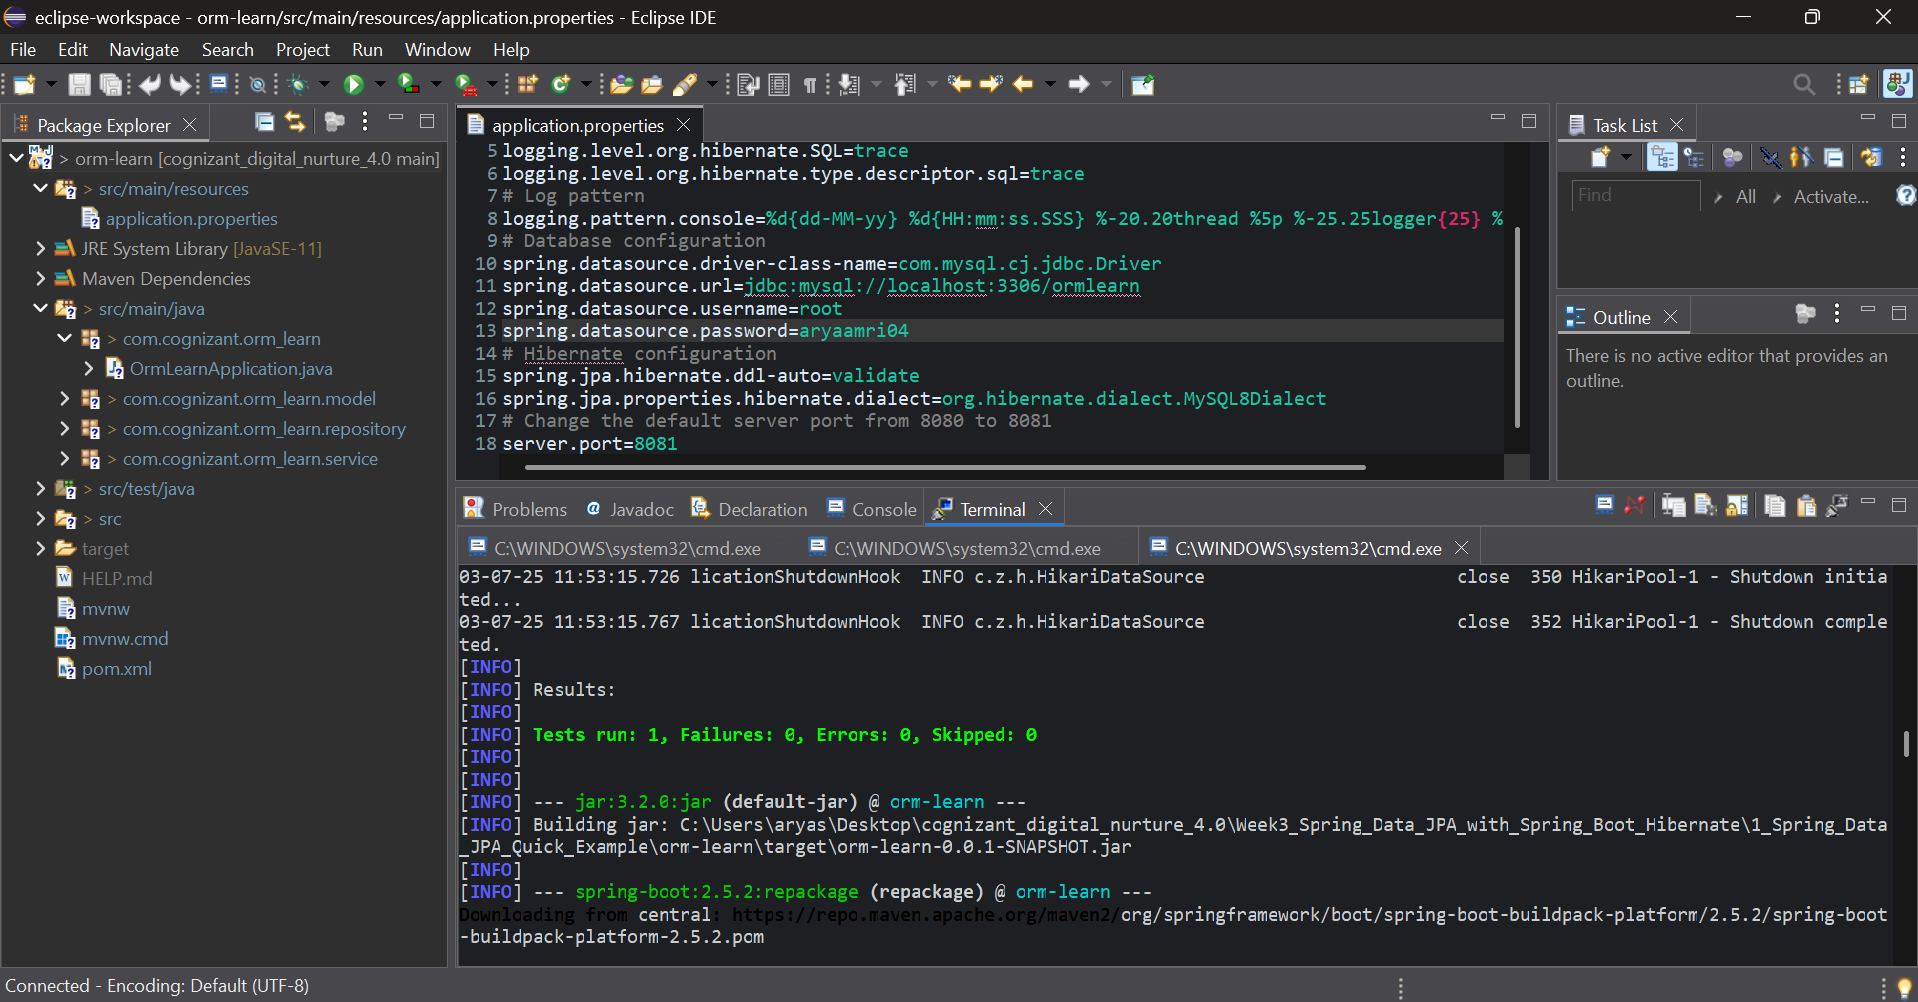 eclipse-workspace - orm-learn/src/main/resources/application.properties - Eclipse IDE
File Edit Navigate Search Project Run Window Help
Package Explorer
> orm-learn [cognizant_digital_nurture_4.0 main]
> src/main/resources
application.properties
JRE System Library [JavaSE-11]
Maven Dependencies
> src/main/java
> com.cognizant.orm_learn
> OrmLearnApplication.java
> com.cognizant.orm_learn.model
> com.cognizant.orm_learn.repository
> com.cognizant.orm_learn.service
> src/test/java
> src
target
HELP.md
mvnw
mvnw.cmd
pom.xml
application.properties
5 logging.level.org.hibernate.SQL=trace
6 logging.level.org.hibernate.type.descriptor.sql=trace
7 # Log pattern
8 logging.pattern.console=%d{dd-MM-yy} %d{HH:mm:ss.SSS} %-20.20thread %5p %-25.25logger{25} %
9 # Database configuration
10 spring.datasource.driver-class-name=com.mysql.cj.jdbc.Driver
11 spring.datasource.url=jdbc:mysql://localhost:3306/ormlearn
12 spring.datasource.username=root
13 spring.datasource.password=aryaamri04
14 # Hibernate configuration
15 spring.jpa.hibernate.ddl-auto=validate
16 spring.jpa.properties.hibernate.dialect=org.hibernate.dialect.MySQL8Dialect
17 # Change the default server port from 8080 to 8081
18 server.port=8081
Task List
Find
All
Activate...
Outline
There is no active editor that provides an
outline.
Problems @ Javadoc Declaration Console Terminal
C:\WINDOWS\system32\cmd.exe C:\WINDOWS\system32\cmd.exe C:\WINDOWS\system32\cmd.exe
03-07-25 11:53:15.726 licationShutdownHook INFO c.z.h.HikariDataSource close 350 HikariPool-1 - Shutdown initia
ted...
03-07-25 11:53:15.767 licationShutdownHook INFO c.z.h.HikariDataSource close 352 HikariPool-1 - Shutdown comple
ted.
[INFO]
[INFO] Results:
[INFO]
[INFO] Tests run: 1, Failures: 0, Errors: 0, Skipped: 0
[INFO]
[INFO]
[INFO] --- jar:3.2.0:jar (default-jar) @ orm-learn ---
[INFO] Building jar: C:\Users\aryas\Desktop\cognizant_digital_nurture_4.0\Week3_Spring_Data_JPA_with_Spring_Boot_Hibernate\1_Spring_Data
_JPA_Quick_Example\orm-learn\target\orm-learn-0.0.1-SNAPSHOT.jar
[INFO]
[INFO] --- spring-boot:2.5.2:repackage (repackage) @ orm-learn ---
Downloading from central: https://repo.maven.apache.org/maven2/org/springframework/boot/spring-boot-buildpack-platform/2.5.2/spring-boot
-buildpack-platform-2.5.2.pom
Connected - Encoding: Default (UTF-8)